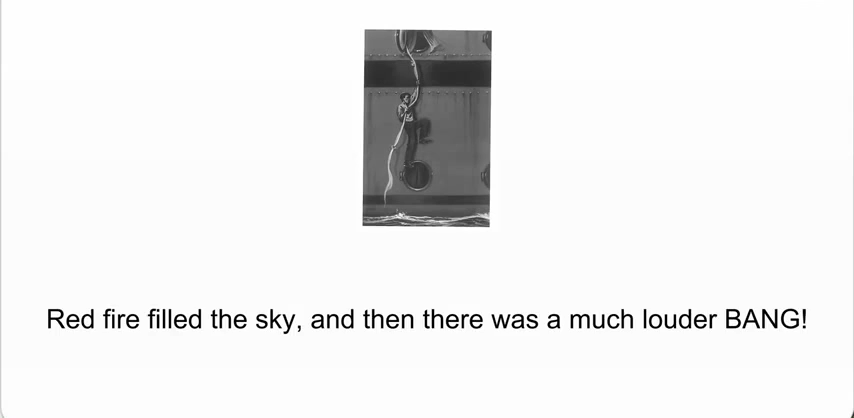 Red fire filled the sky, and then there was a much louder BANG!